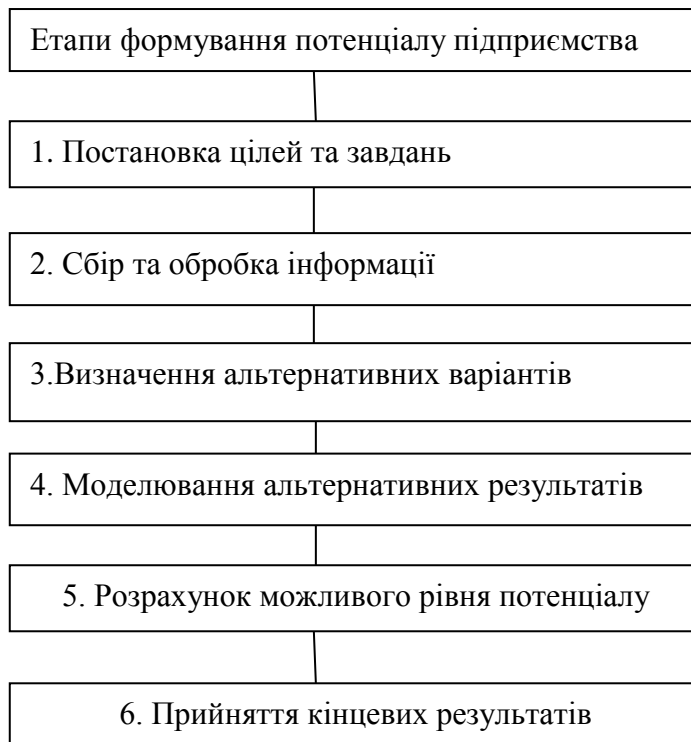 Етапи формування потенціалу підприємства
1. Постановка цілей та завдань
2. Сбір та обробка інформації
3.Визначення альтернативних варіантів
4. Моделювання альтернативних результатів
5. Розрахунок можливого рівня потенціалу
6. Прийняття кінцевих результатів